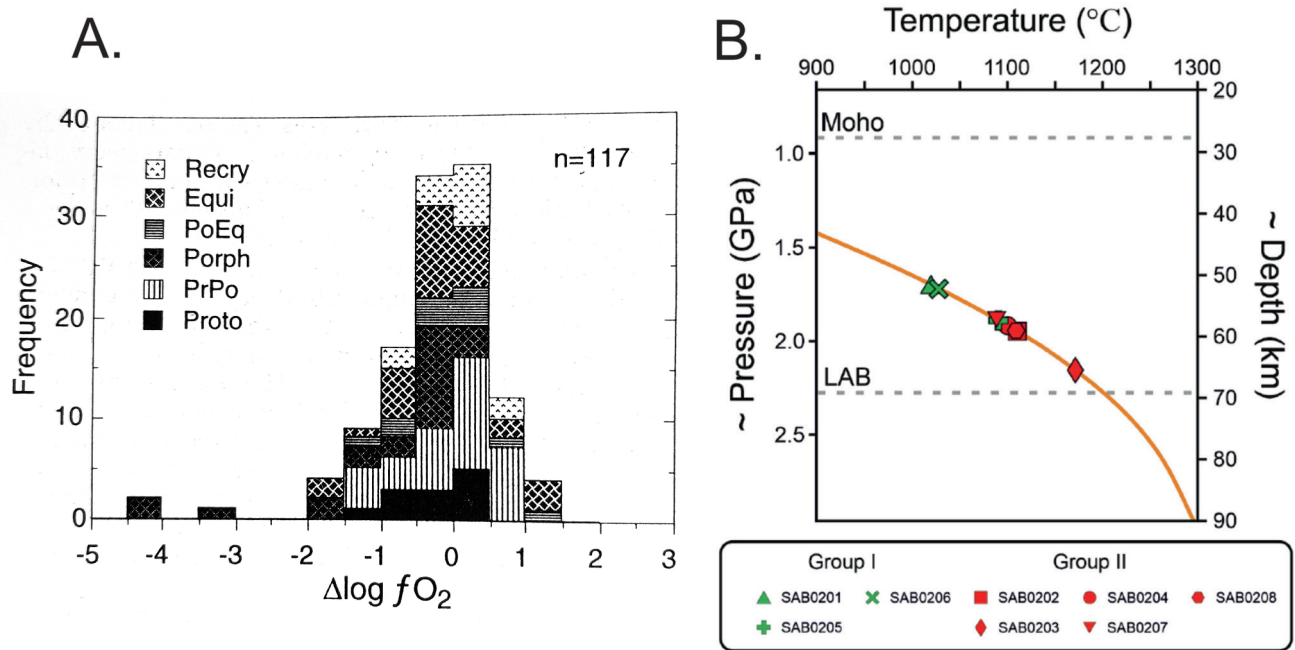 A.
40
30
20
10
0
Frequency
Recry
Equi
PoEq
Porph
PrPo
Proto
n=117
-5
-4
-3
-2
-1
0
1
2
3
Δlog ƒO₂
B.
Temperature (°C)
900
1000
1100
1200
1300
Moho
LAB
~ Pressure (GPa)
1.0
1.5
2.0
2.5
20
30
40
50
60
70
80
90
~ Depth (km)
Group I
Group II
SAB0201
SAB0206
SAB0202
SAB0204
SAB0208
SAB0205
SAB0203
SAB0207